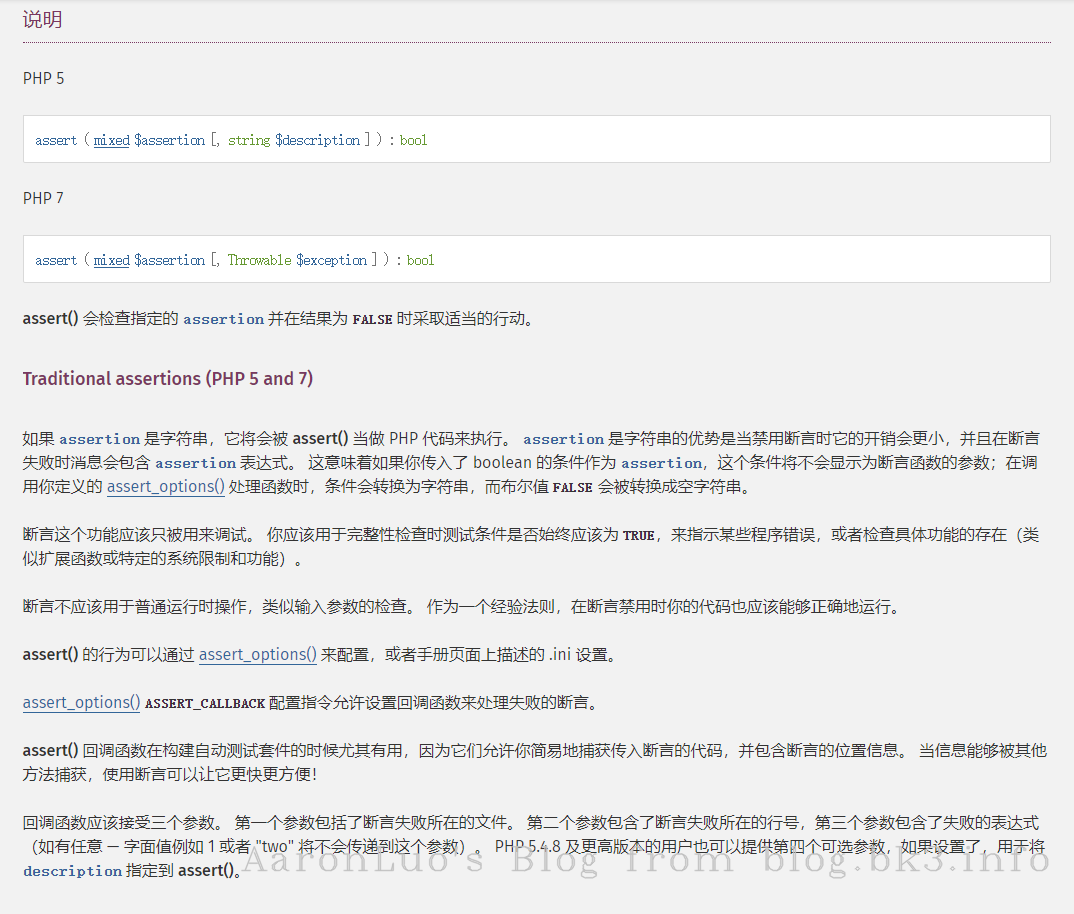 说明
PHP 5
assert ( mixed $assertion [, string $description ] ) : bool
PHP 7
assert ( mixed $assertion [, Throwable $exception ] ) : bool
assert() 会检查指定的 assertion 并在结果为 FALSE 时采取适当的行动。
Traditional assertions (PHP 5 and 7)
如果 assertion 是字符串，它将会被 assert() 当做 PHP 代码来执行。 assertion 是字符串的优势是当禁用断言时它的开销会更小，并且在断言
失败时消息会包含 assertion 表达式。 这意味着如果你传入了 boolean 的条件作为 assertion，这个条件将不会显示为断言函数的参数；在调
用你定义的 assert_options() 处理函数时，条件会转换为字符串，而布尔值 FALSE 会被转换成空字符串。
断言这个功能应该只被用来调试。 你应该用于完整性检查时测试条件是否始终应该为 TRUE，来指示某些程序错误，或者检查具体功能的存在（类
似扩展函数或特定的系统限制和功能）。
断言不应该用于普通运行时操作，类似输入参数的检查。 作为一个经验法则，在断言禁用时你的代码也应该能够正确地运行。
assert() 的行为可以通过 assert_options() 来配置，或者手册页面上描述的 .ini 设置。
assert_options() ASSERT_CALLBACK 配置指令允许设置回调函数来处理失败的断言。
assert() 回调函数在构建自动测试套件的时候尤其有用，因为它们允许你简易地捕获传入断言的代码，并包含断言的位置信息。 当信息能够被其他
方法捕获，使用断言可以让它更快更方便！
回调函数应该接受三个参数。 第一个参数包括了断言失败所在的文件。 第二个参数包含了断言失败所在的行号，第三个参数包含了失败的表达式
（如有任意 — 字面值例如 1 或者 "two" 将不会传递到这个参数）。 PHP 5.4.8 及更高版本的用户也可以提供第四个可选参数，如果设置了，用于将
description 指定到 assert()。
AaronLuo's Blog from blog.bk3.info